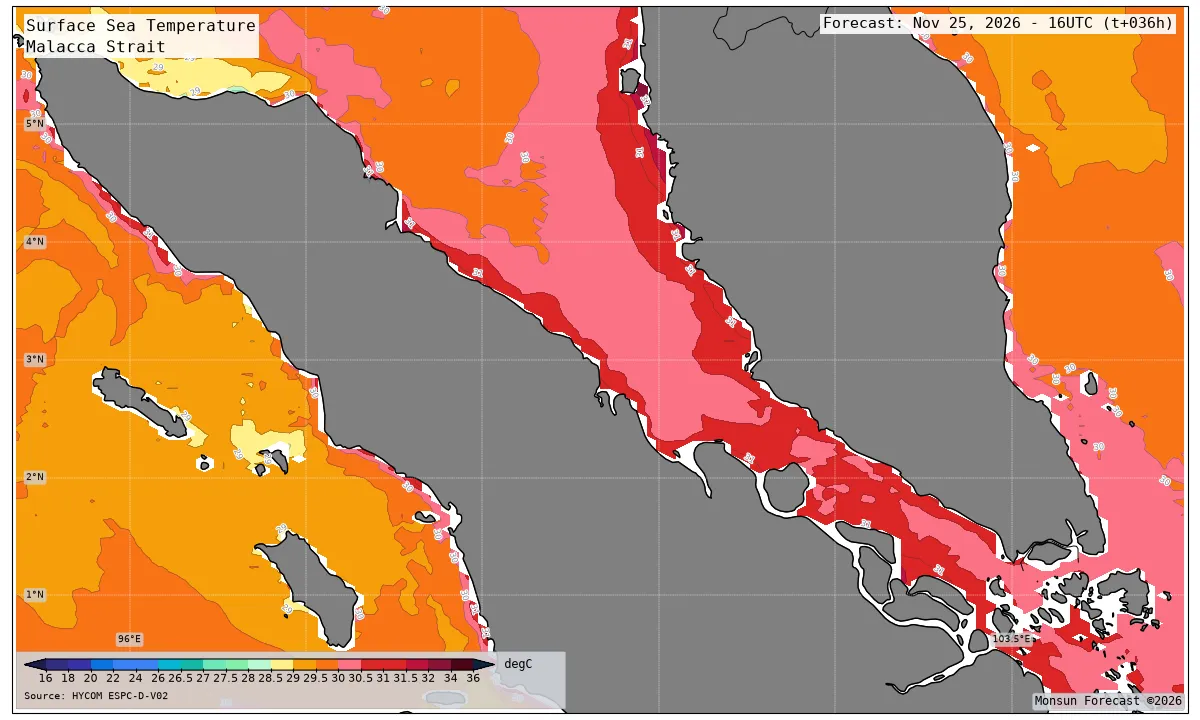 Surface Sea Temperature
Malacca Strait
Forecast: Nov 25, 2026 - 16UTC (t+036h)
5°N
4°N
3°N
2°N
1°N
96°E
103.5°E
degC
16 18 20 22 24 26 26.5 27 27.5 28 28.5 29 29.5 30 30.5 31 31.5 32 34 36
Source: HYCOM ESPC-D-V02
Monsun Forecast ©2026